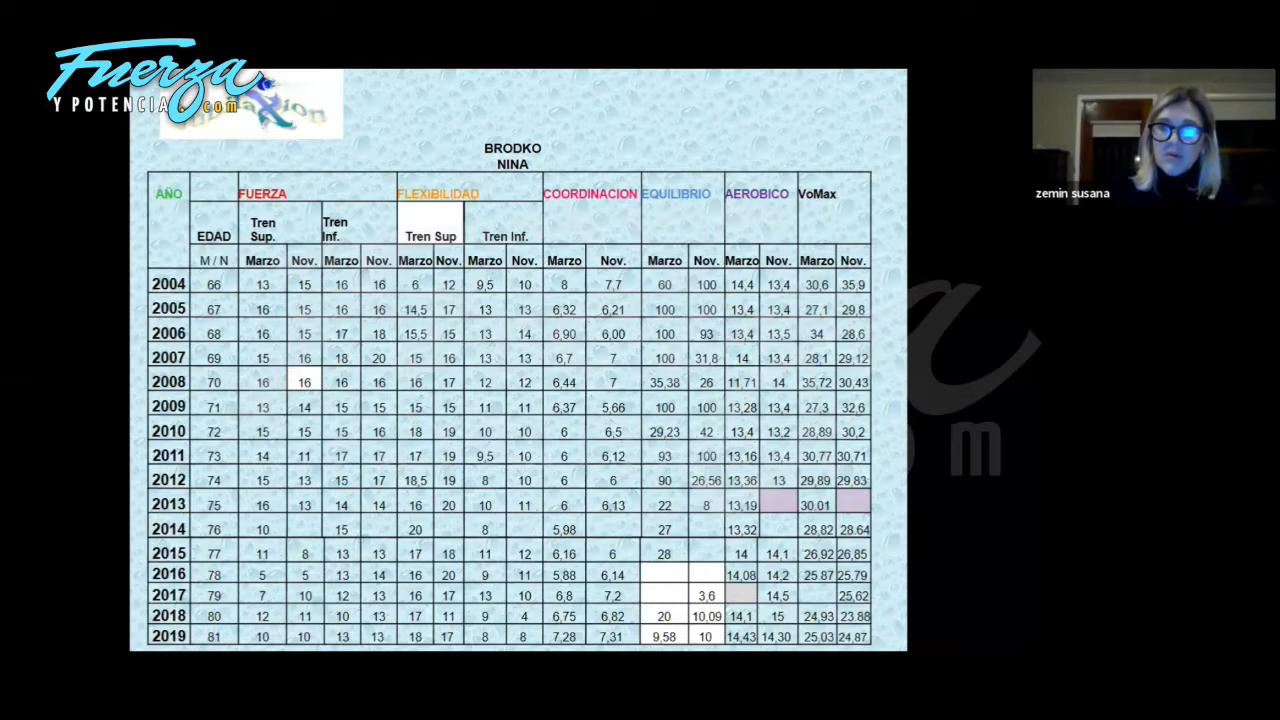 Fuerza
Y POTENCIA.com
BRODKO
NINA
AÑO FUERZA FLEXIBILIDAD COORDINACION EQUILIBRIO AEROBICO VoMax
EDAD Tren Sup. Tren Inf. Tren Sup Tren Inf.
M / N Marzo Nov. Marzo Nov. Marzo Nov. Marzo Nov. Marzo Nov. Marzo Nov. Marzo Nov. Marzo Nov.
2004 66 13 15 16 16 6 12 9,5 10 8 7,7 60 100 14,4 13,4 30,6 35,9
2005 67 16 15 16 16 14,5 17 13 13 6,32 6,21 100 100 13,4 13,4 27,1 29,8
2006 68 16 15 17 18 15,5 15 13 14 6,90 6,00 100 93 13,4 13,5 34 28,6
2007 69 15 16 18 20 15 16 13 13 6,7 7 100 31,8 14 13,4 28,1 29,12
2008 70 16 16 16 16 16 17 12 12 6,44 7 35,38 26 11,71 14 35,72 30,43
2009 71 13 14 15 15 15 15 11 11 6,37 5,66 100 100 13,28 13,4 27,3 32,6
2010 72 15 15 15 16 18 19 10 10 6 6,5 29,23 42 13,4 13,2 28,89 30,2
2011 73 14 11 17 17 17 19 9,5 10 6 6,12 93 100 13,16 13,4 30,77 30,71
2012 74 15 13 15 17 18,5 19 8 10 6 6 90 26,56 13,36 13 29,89 29,83
2013 75 16 13 14 14 16 20 10 11 6 6,13 22 8 13,19 30.01
2014 76 10 15 20 8 5,98 27 13,32 28,82 28.64
2015 77 11 8 13 13 17 18 11 12 6,16 6 28 14 14,1 26,92 26,85
2016 78 5 5 13 14 16 20 9 11 5,88 6,14 14,08 14.2 25.87 25,79
2017 79 7 10 12 13 16 17 13 10 6,8 7,2 3,6 14,5 25,62
2018 80 12 11 10 13 17 11 9 4 6,75 6,82 20 10,09 14,1 15 24,93 23.88
2019 81 10 10 13 13 18 17 8 8 7,28 7,31 9,58 10 14,43 14,30 25,03 24,87
zemin susana